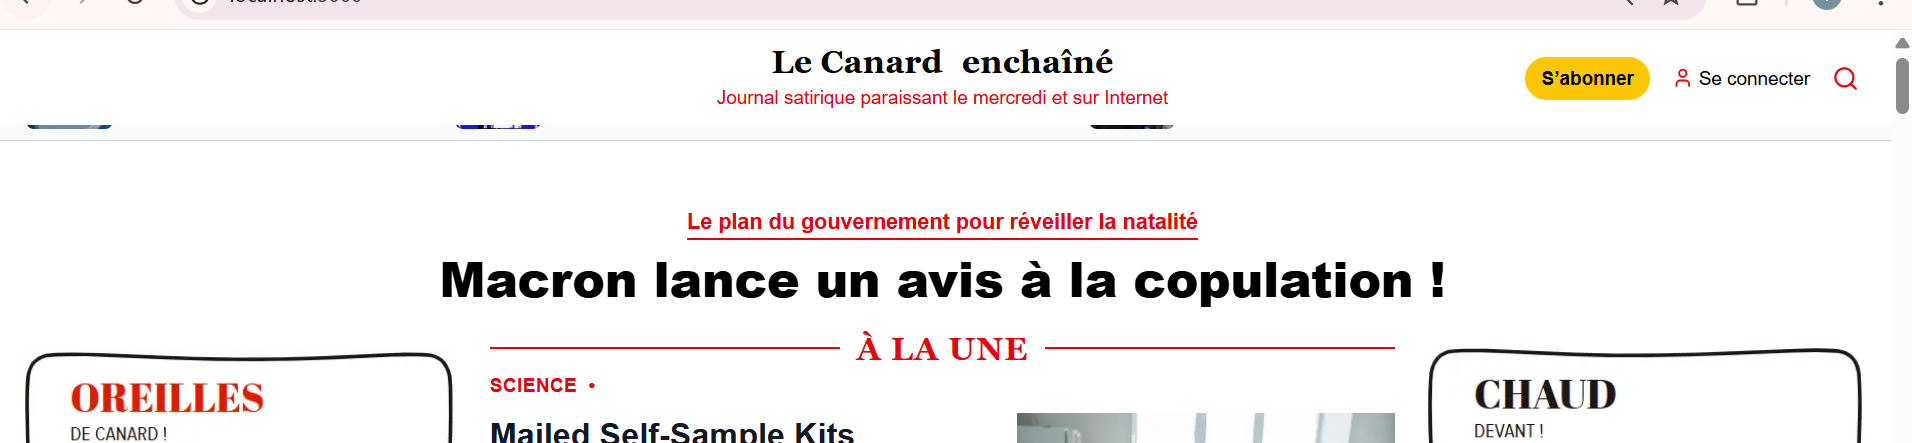 Le Canard enchaîné
Journal satirique paraissant le mercredi et sur Internet
S’abonner
Se connecter
Le plan du gouvernement pour réveiller la natalité
Macron lance un avis à la copulation !
À LA UNE
OREILLES
DE CANARD !
SCIENCE •
Mailed Self-Sample Kits
CHAUD
DEVANT !